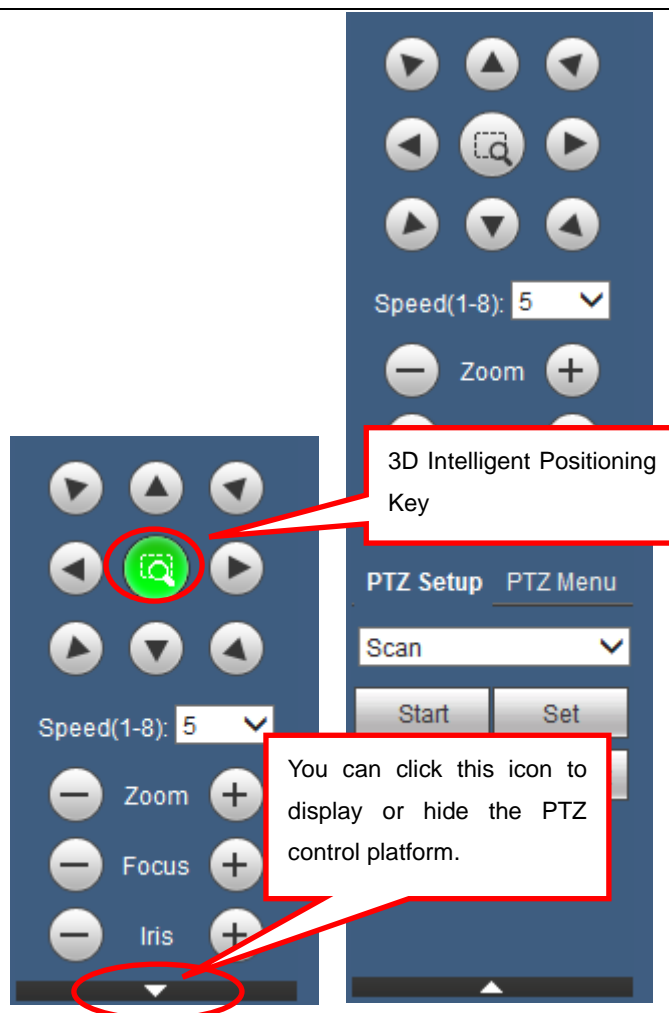 Speed(1-8): 5
Zoom
3D Intelligent Positioning
Key
PTZ Setup PTZ Menu
Scan
Start Set
Speed(1-8): 5
Zoom
Focus
Iris
You can click this icon to
display or hide the PTZ
control platform.